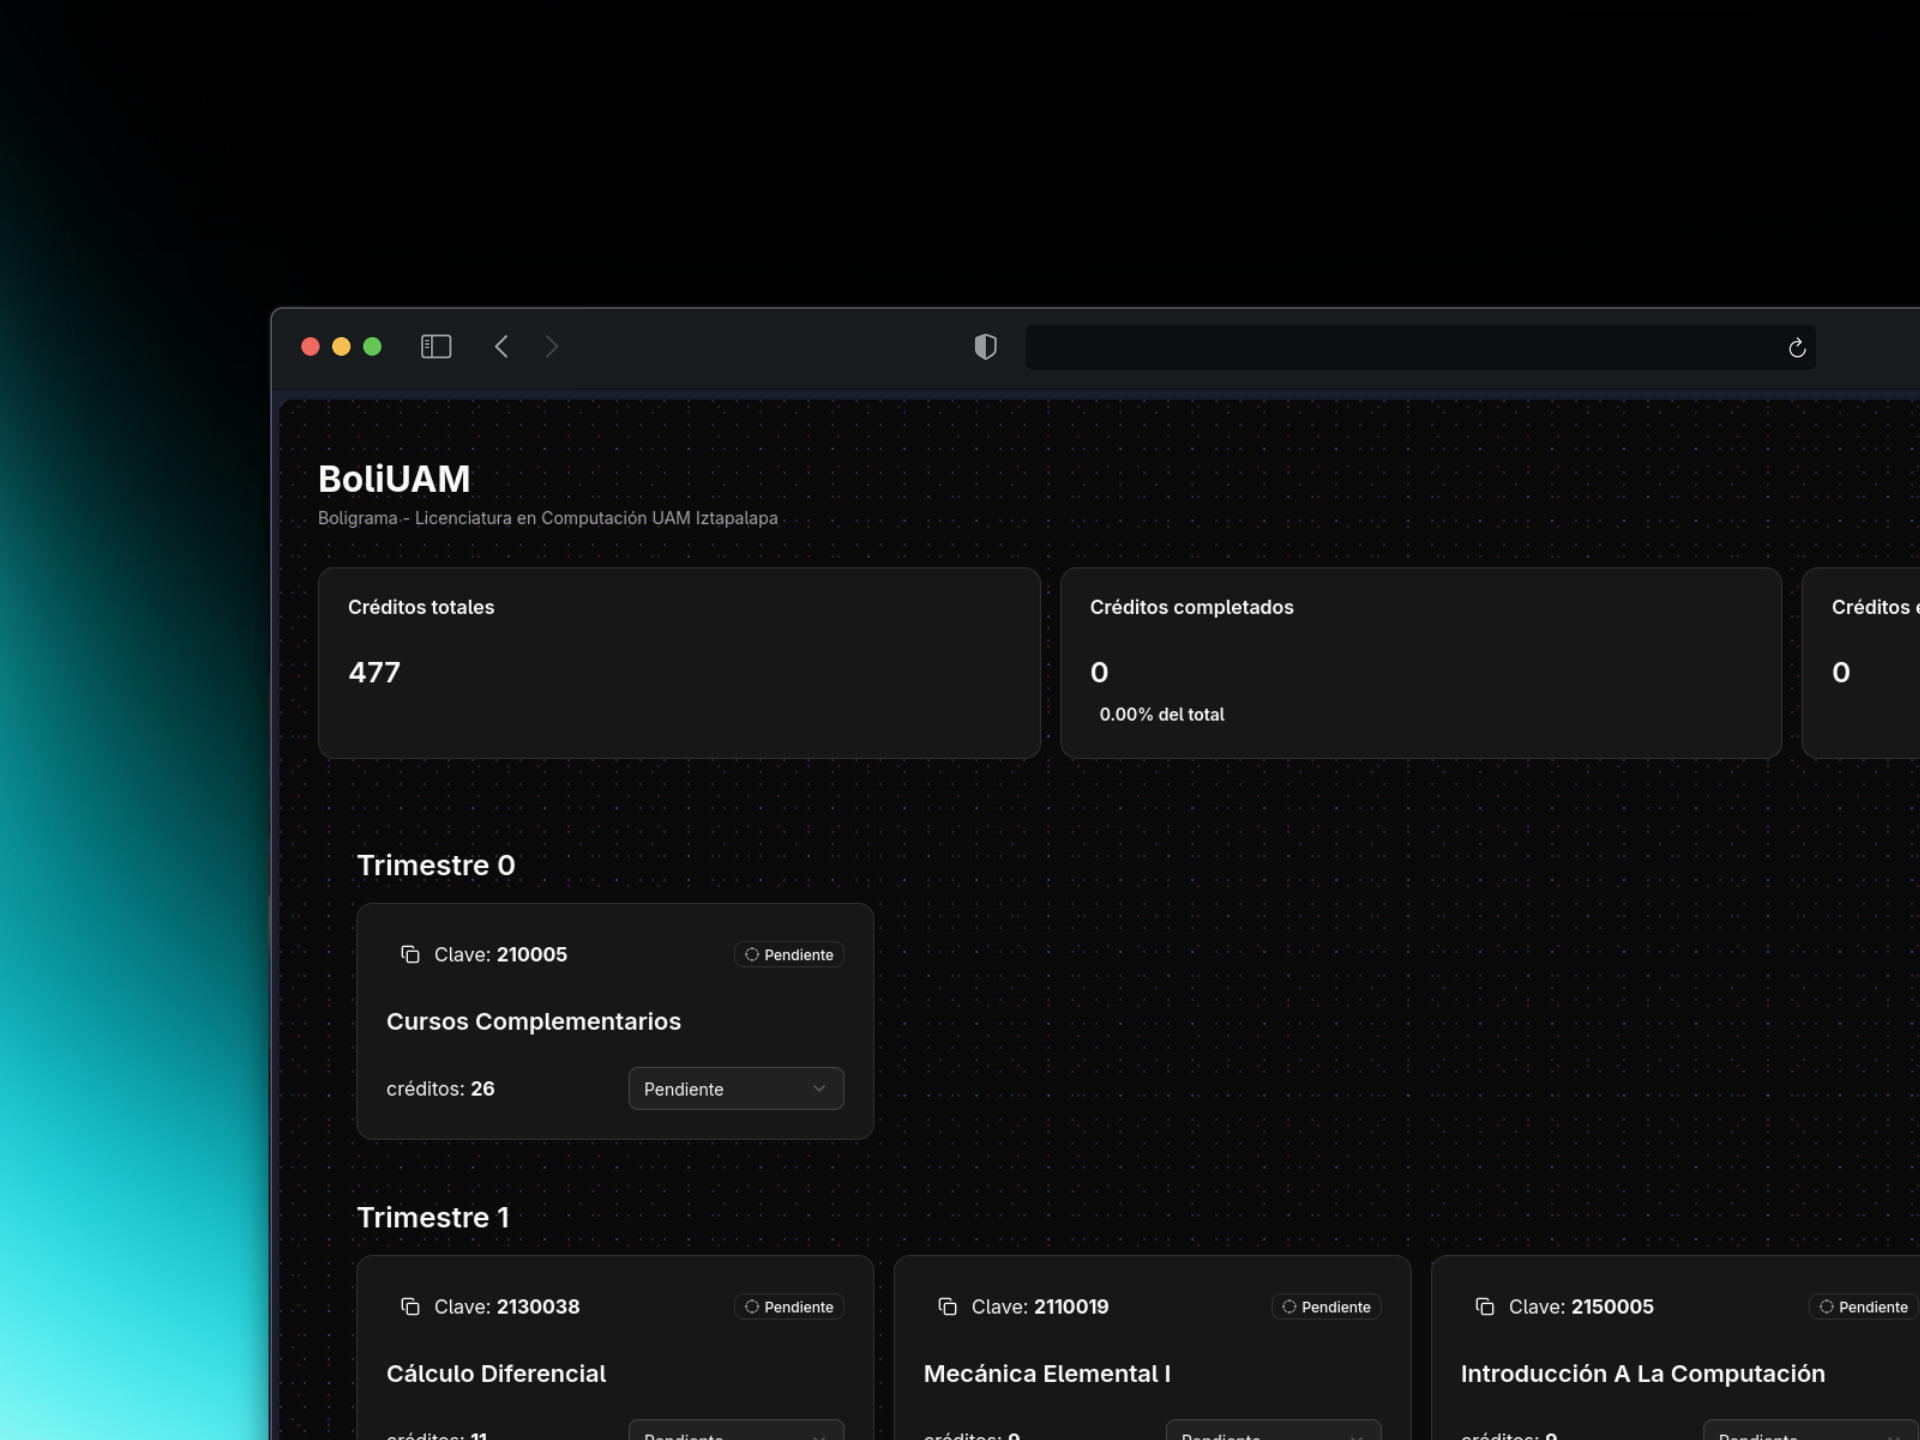 BoliUAM
Boligrama - Licenciatura en Computación UAM Iztapalapa
Créditos totales
477
Créditos completados
0
0.00% del total
Créditos
0
Trimestre 0
Clave: 210005
Pendiente
Cursos Complementarios
créditos: 26
Pendiente
Trimestre 1
Clave: 2130038
Pendiente
Cálculo Diferencial
créditos: 11
Pendiente
Clave: 2110019
Pendiente
Mecánica Elemental I
créditos: 9
Pendiente
Clave: 2150005
Pendiente
Introducción A La Computación
créditos: 9
Pendiente